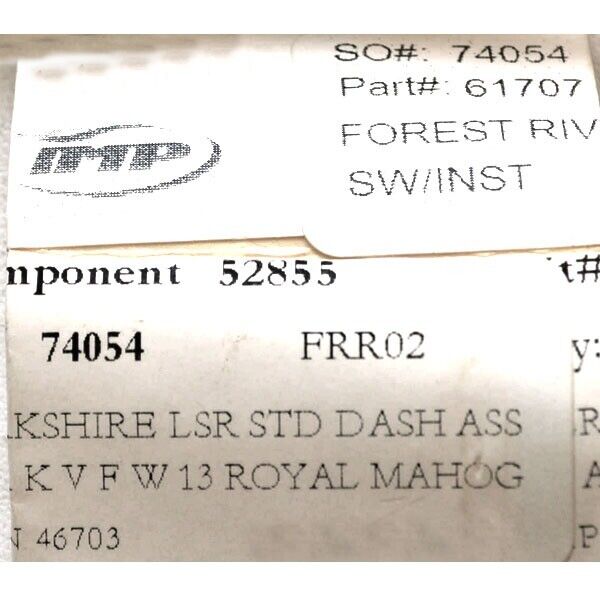 SO#: 74054
Part#: 61707
FOREST RIV
SW/INST
IMP
mponent 52855 t#
74054 FRR02 y:
KSHIRE LSR STD DASH ASS R
K V F W 13 ROYAL MAHOG A
N 46703 P